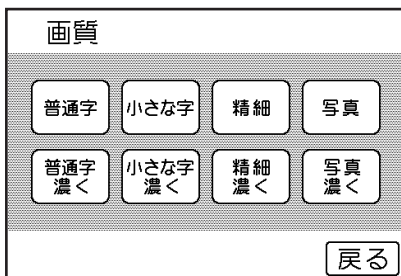 画質
普通字 小さな字 精細 写真
普通字 小さな字 精細 写真
濃く 濃く 濃く 濃く
戻る